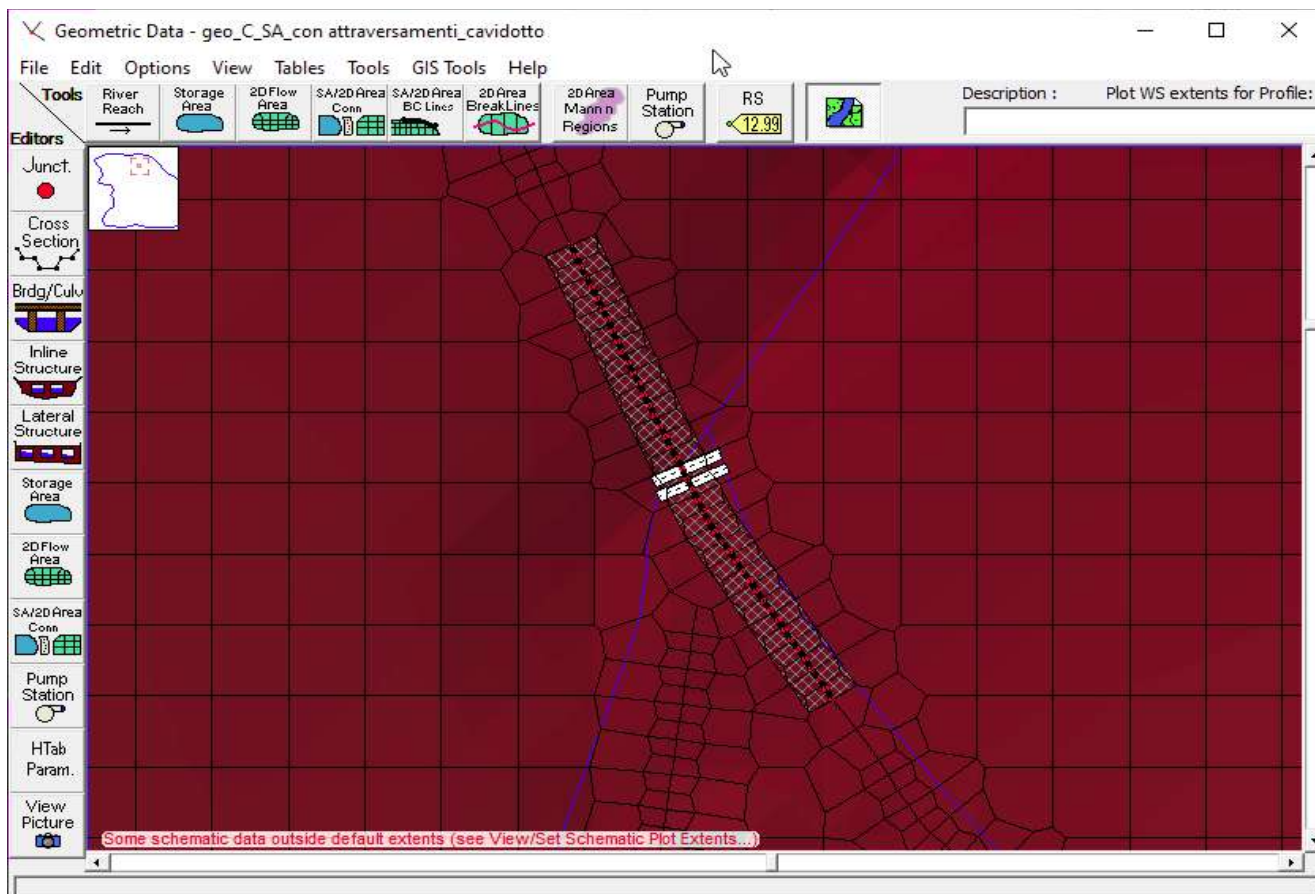 Geometric Data - geo_C_SA_con attraversamenti_cavidotto
File Edit Options View Tables Tools GIS Tools Help
Tools
Editors
River
Reach
Storage
Area
2D Flow
Area
SA/2D Area
Conn
SA/2D Area
BC Lines
2D Area
BreakLines
2D Area
Mann n
Regions
Pump
Station
RS
12.99
Description :
Plot WS extents for Profile:
Junct.
Cross
Section
Brdg/Culv
Inline
Structure
Lateral
Structure
Storage
Area
2D Flow
Area
SA/2D Area
Conn
Pump
Station
HTab
Param.
View
Picture
Some schematic data outside default extents (see View/Set Schematic Plot Extents...)